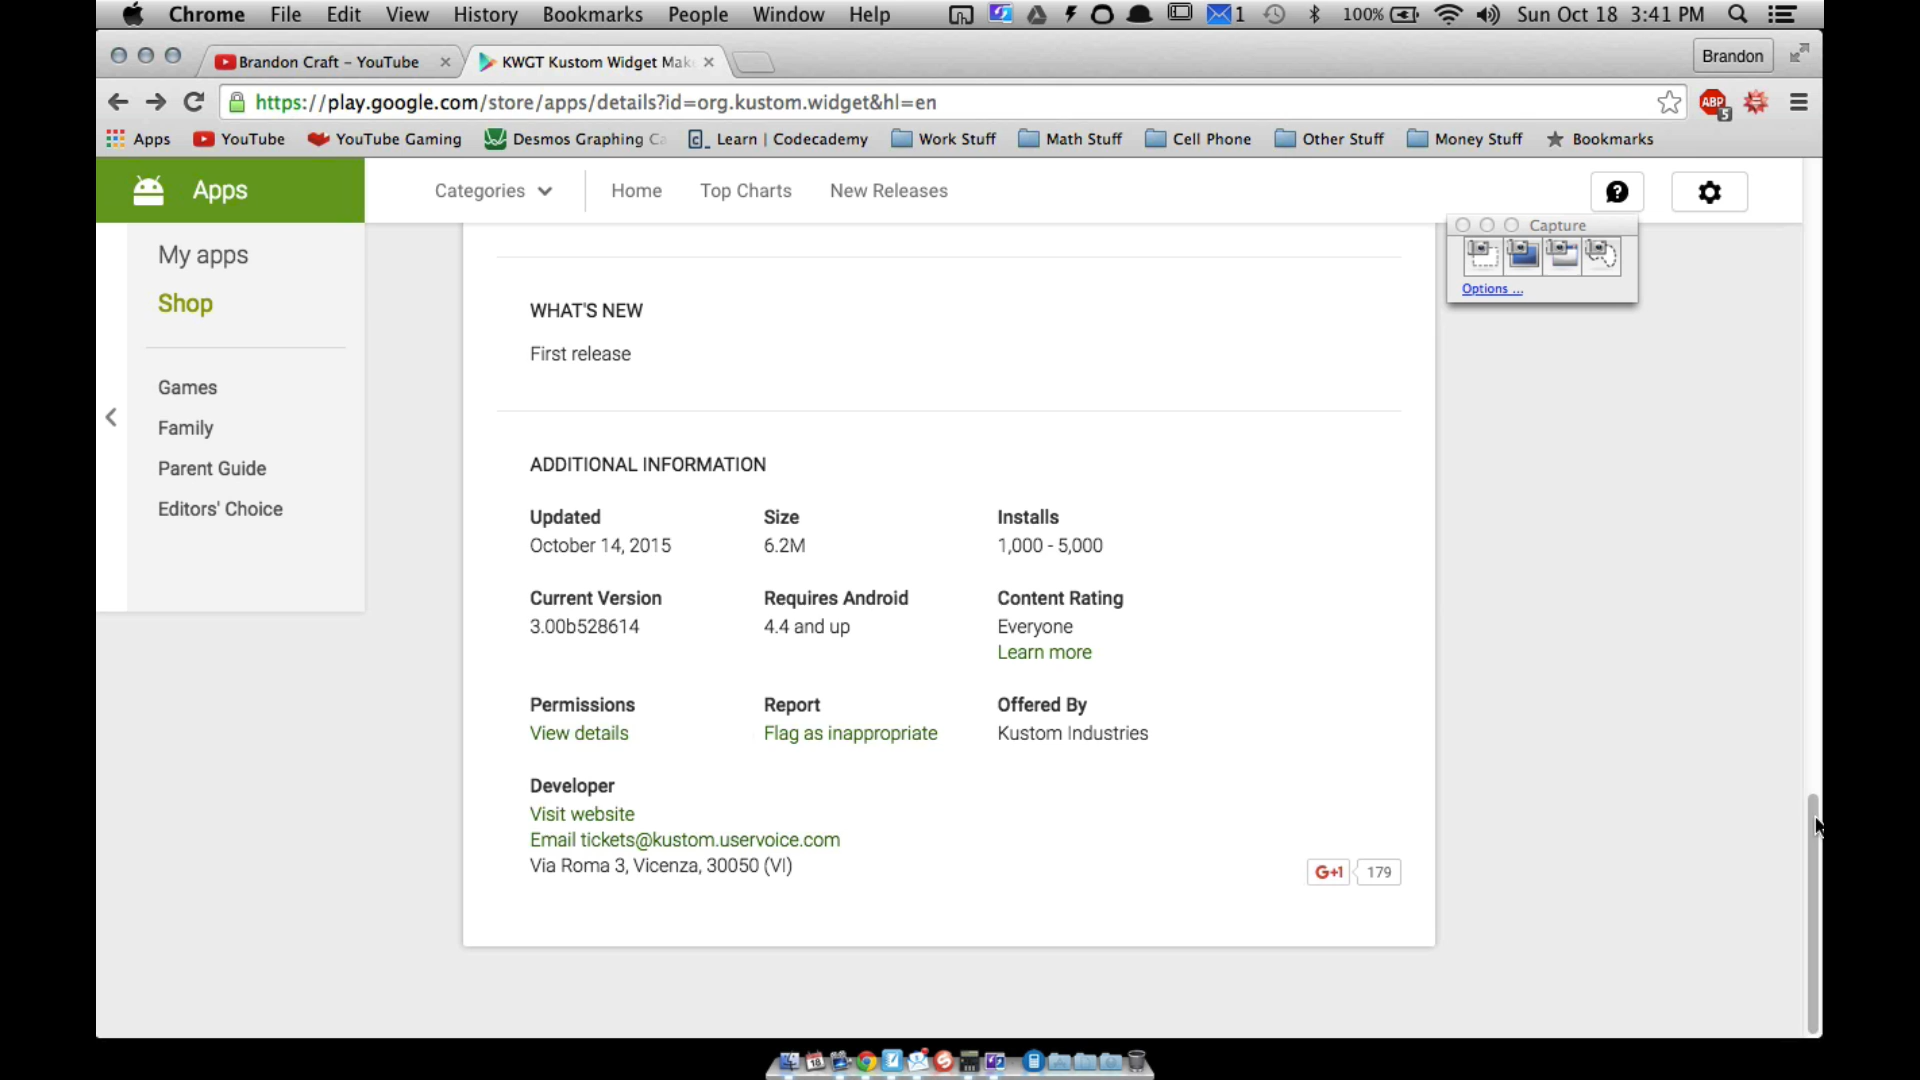 Chrome File Edit View History Bookmarks People Window Help 1 100% Sun Oct 18 3:41 PM
Brandon Craft - YouTube KWGT Kustom Widget Mak Brandon
https://play.google.com/store/apps/details?id=org.kustom.widget&hl=en ABP 5
Apps YouTube YouTube Gaming Desmos Graphing Ca c_ Learn | Codecademy Work Stuff Math Stuff Cell Phone Other Stuff Money Stuff Bookmarks
Apps Categories Home Top Charts New Releases ?
Capture
Options ...
My apps
Shop
Games
Family
Parent Guide
Editors' Choice
WHAT'S NEW
First release
ADDITIONAL INFORMATION
Updated Size Installs
October 14, 2015 6.2M 1,000 - 5,000
Current Version Requires Android Content Rating
3.00b528614 4.4 and up Everyone
Learn more
Permissions Report Offered By
View details Flag as inappropriate Kustom Industries
Developer
Visit website
Email tickets@kustom.uservoice.com
Via Roma 3, Vicenza, 30050 (VI)
G+1 179
18